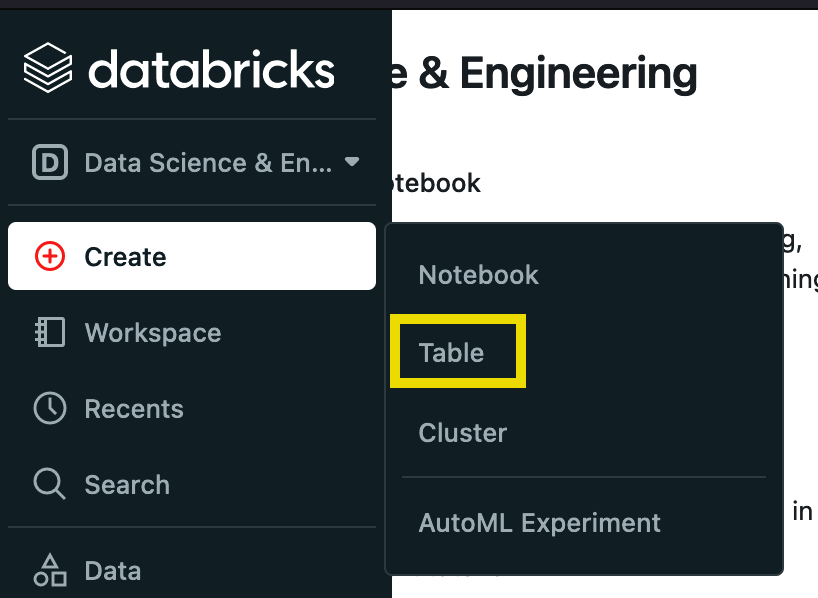 databricks
e & Engineering
D Data Science & En...
otebook
Create
Notebook
g,
ning
Workspace
Table
Recents
Cluster
Search
in
AutoML Experiment
Data